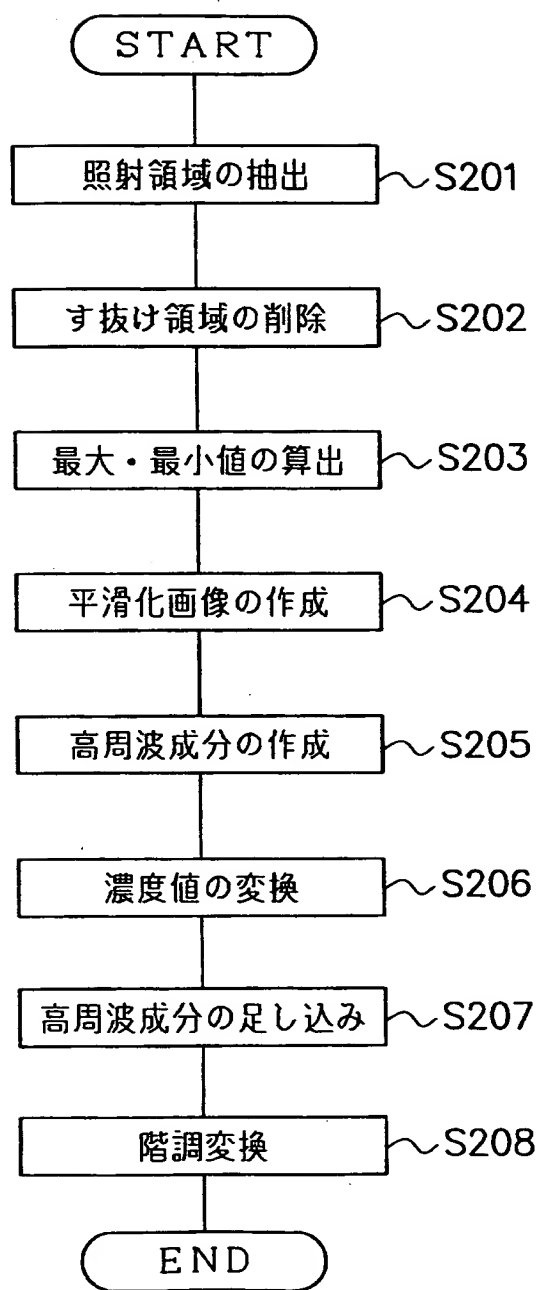 START
照射領域の抽出 S201
す抜け領域の削除 S202
最大・最小値の算出 S203
平滑化画像の作成 S204
高周波成分の作成 S205
濃度値の変換 S206
高周波成分の足し込み S207
階調変換 S208
END